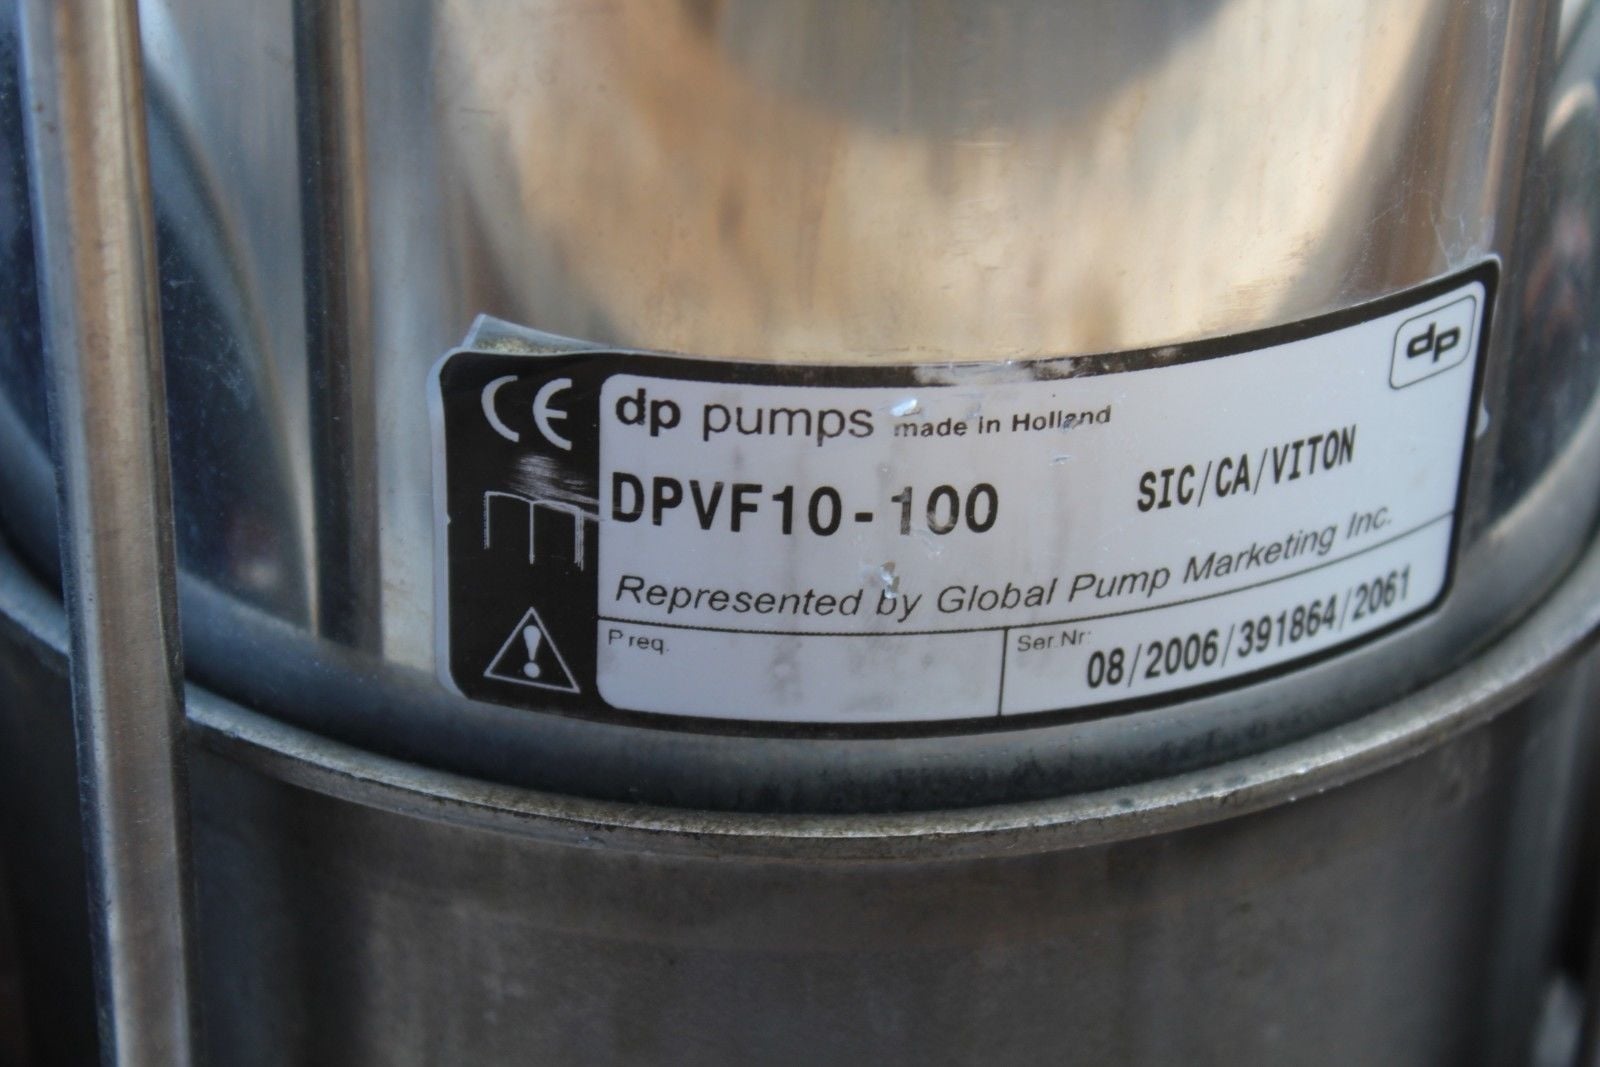 CE dp pumps made in Holland dp
DPVF10-100 SIC/CA/VITON
Represented by Global Pump Marketing Inc.
P req. Ser.Nr: 08/2006/391864/2061